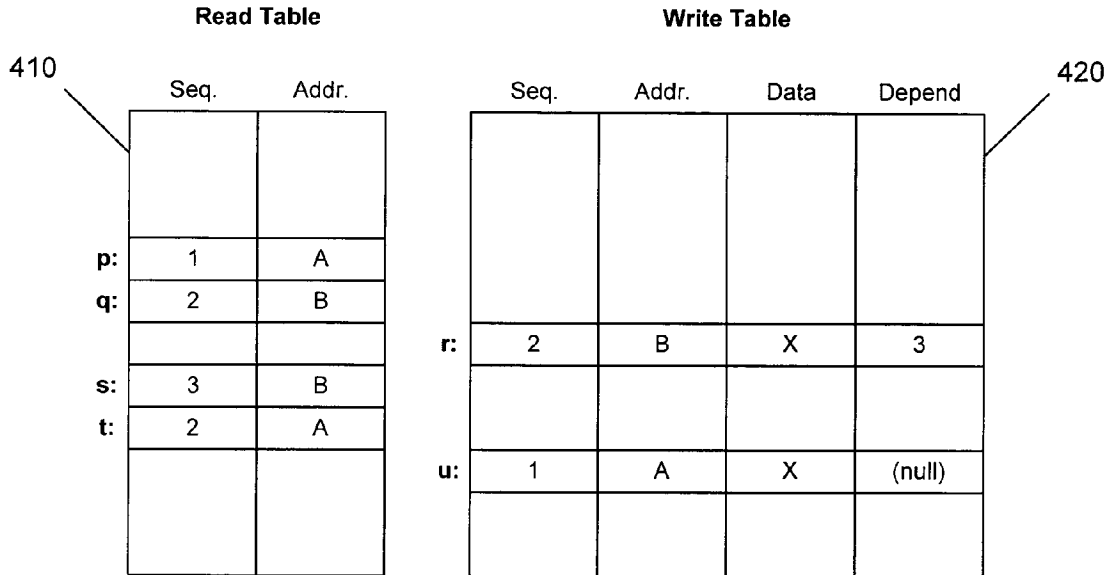 Read Table
Write Table
410
420
Seq. Addr.
Seq. Addr. Data Depend
p: 1 A
q: 2 B
r: 2 B X 3
s: 3 B
t: 2 A
u: 1 A X (null)